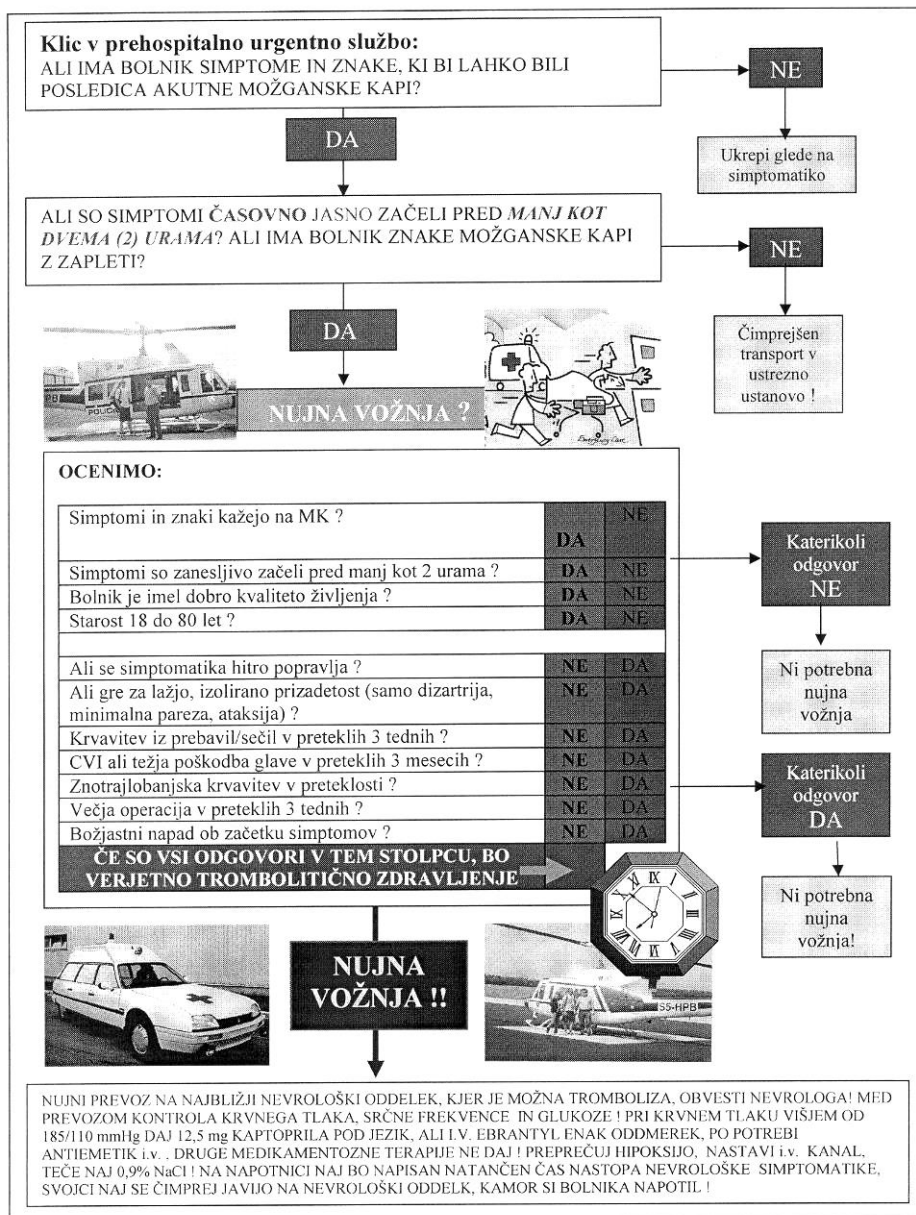 Klic v prehospitalno urgentno službo:
ALI IMA BOLNIK SIMPTOME IN ZNAKE, KI BI LAHKO BILI
POSLEDICA AKUTNE MOŽGANSKE KAPI?
NE
DA
Ukrepi glede na
simptomatiko
ALI SO SIMPTOMI ČASOVNO JASNO ZAČELI PRED MANJ KOT
DVEMA (2) URAMA? ALI IMA BOLNIK ZNAKE MOŽGANSKE KAPI
Z ZAPLETI?
NE
DA
Čimprejšen
transport v
ustrezno
ustanovo !
POLIC
NUJNA VOŽNJA ?
Emergency Care
OCENIMO:
Simptomi in znaki kažejo na MK ? DA NE
Simptomi so zanesljivo začeli pred manj kot 2 urama ? DA NE
Bolnik je imel dobro kvaliteto življenja ? DA NE
Starost 18 do 80 let ? DA NE
Katerikoli
odgovor
NE
Ni potrebna
nujna
vožnja
Ali se simptomatika hitro popravlja ? NE DA
Ali gre za lažjo, izolirano prizadetost (samo dizartrija, NE DA
minimalna pareza, ataksija) ?
Krvavitev iz prebavil/sečil v preteklih 3 tednih ? NE DA
CVI ali težja poškodba glave v preteklih 3 mesecih ? NE DA
Znotrajlobanjska krvavitev v preteklosti ? NE DA
Večja operacija v preteklih 3 tednih ? NE DA
Božjastni napad ob začetku simptomov ? NE DA
Katerikoli
odgovor
DA
Ni potrebna
nujna
vožnja!
ČE SO VSI ODGOVORI V TEM STOLPCU, BO
VERJETNO TROMBOLITIČNO ZDRAVLJENJE
NUJNA
VOŽNJA !!
S5-HPB
NUJNI PREVOZ NA NAJBLIŽJI NEVROLOŠKI ODDELEK, KJER JE MOŽNA TROMBOLIZA, OBVESTI NEVROLOGA! MED
PREVOZOM KONTROLA KRVNEGA TLAKA, SRČNE FREKVENCE IN GLUKOZE ! PRI KRVNEM TLAKU VIŠJEM OD
185/110 mmHg DAJ 12,5 mg KAPTOPRILA POD JEZIK, ALI I.V. EBRANTYL ENAK ODDMEREK, PO POTREBI
ANTIEMETIK i.v. . DRUGE MEDIKAMENTOZNE TERAPIJE NE DAJ ! PREPREČUJ HIPOKSIJO, NASTAVI i.v. KANAL,
TEČE NAJ 0,9% NaCl ! NA NAPOTNICI NAJ BO NAPISAN NATANČEN ČAS NASTOPA NEVROLOŠKE SIMPTOMATIKE,
SVOJCI NAJ SE ČIMPREJ JAVIJO NA NEVROLOŠKI ODDELK, KAMOR SI BOLNIKA NAPOTIL !